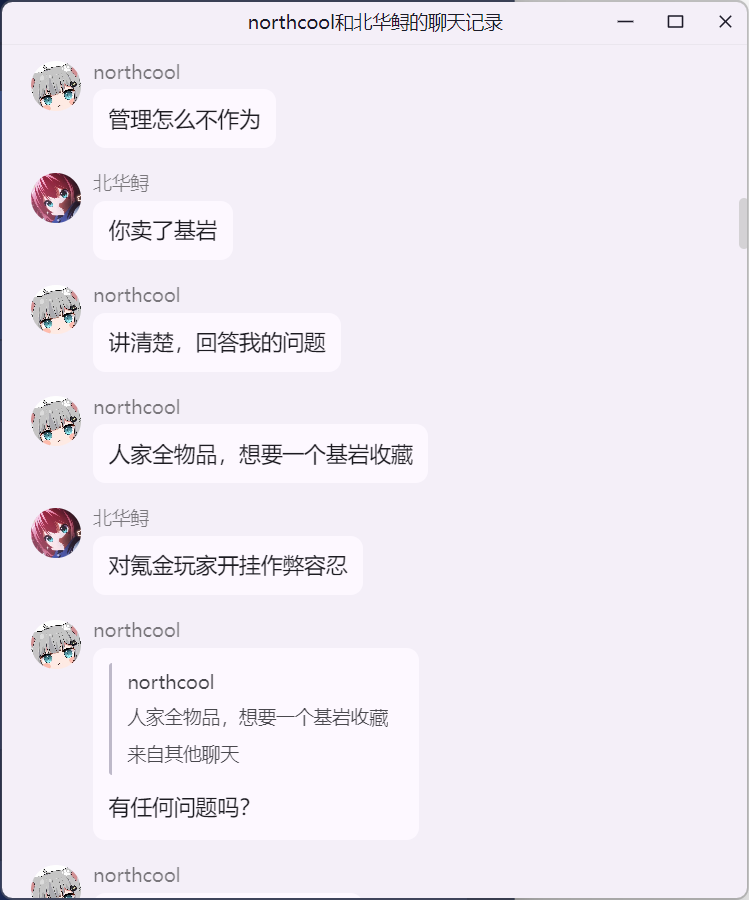 northcool和北华鲟的聊天记录
northcool
管理怎么不作为
北华鲟
你卖了基岩
northcool
讲清楚，回答我的问题
northcool
人家全物品，想要一个基岩收藏
北华鲟
对氪金玩家开挂作弊容忍
northcool
northcool
人家全物品，想要一个基岩收藏
来自其他聊天
有任何问题吗？
northcool